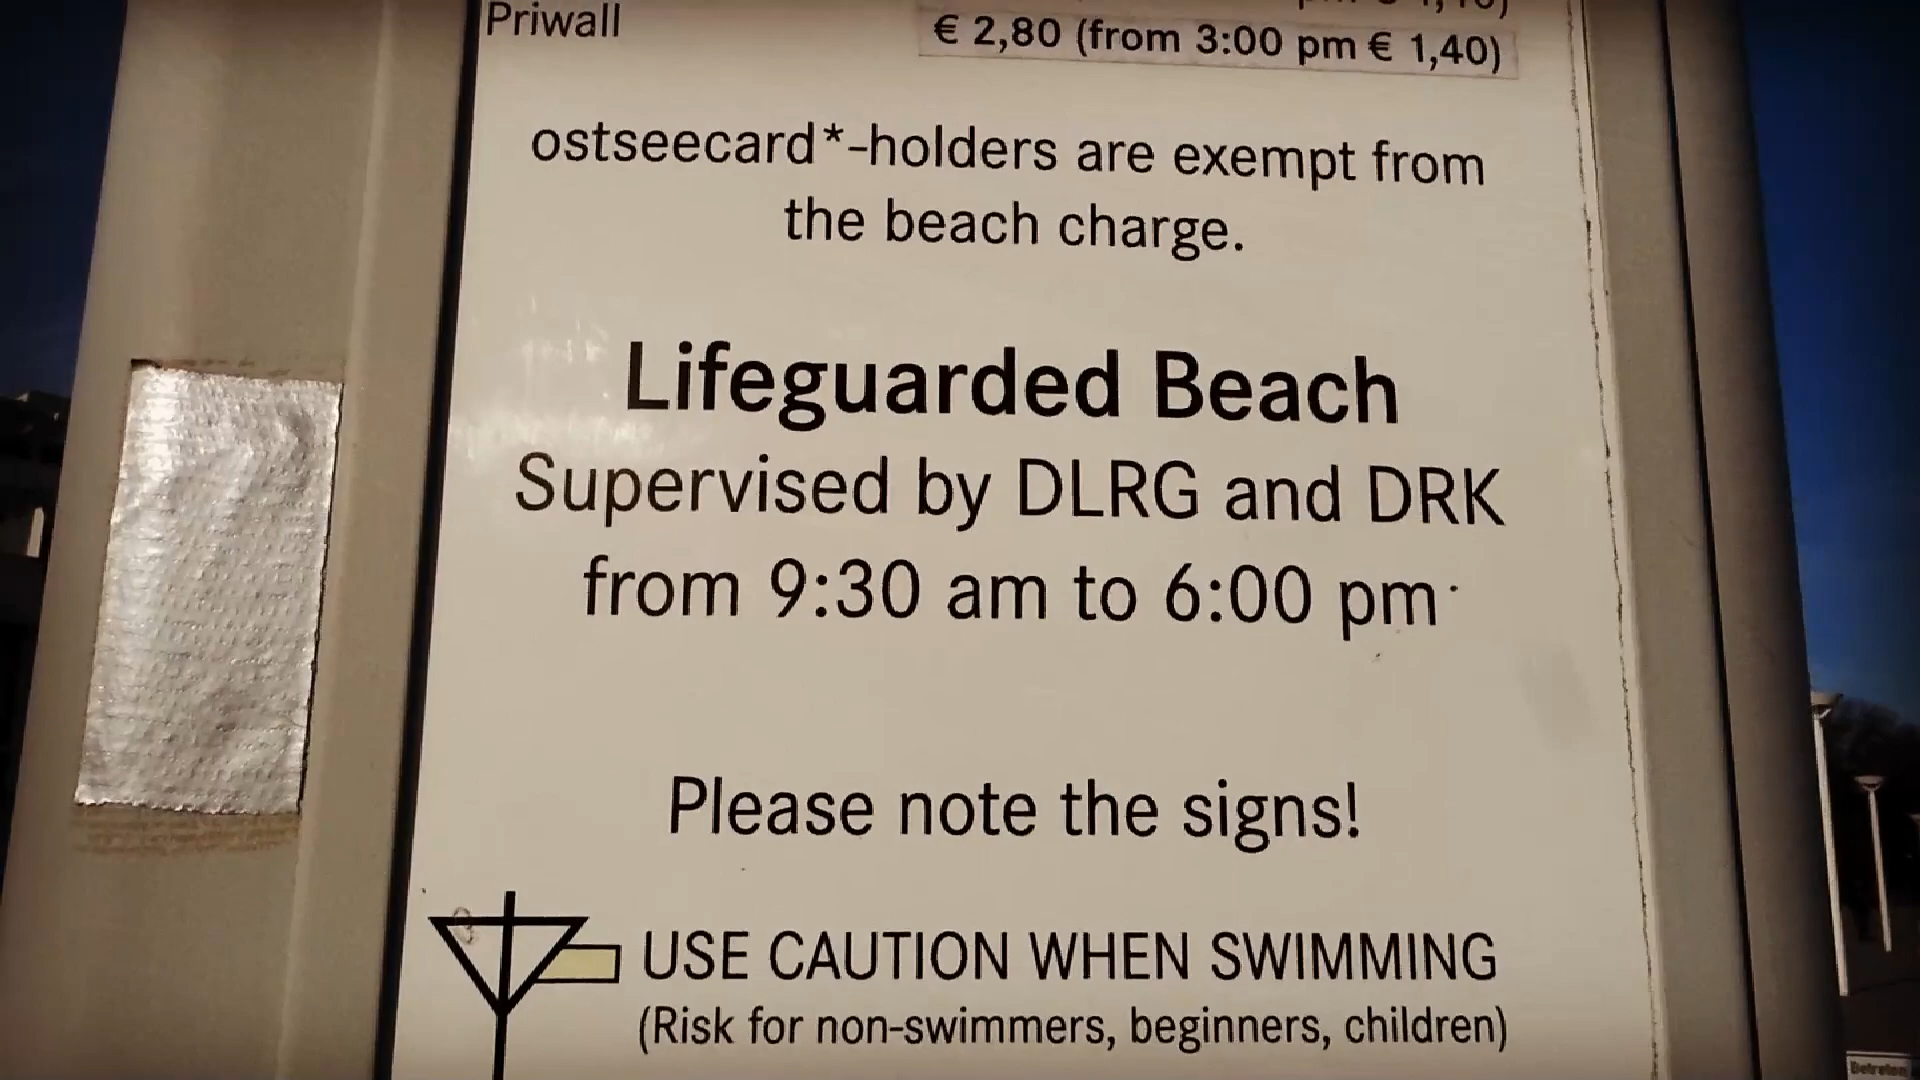 Priwall
€ 2,80 (from 3:00 pm € 1,40)
ostseecard*-holders are exempt from
the beach charge.
Lifeguarded Beach
Supervised by DLRG and DRK
from 9:30 am to 6:00 pm
Please note the signs!
USE CAUTION WHEN SWIMMING
(Risk for non-swimmers, beginners, children)